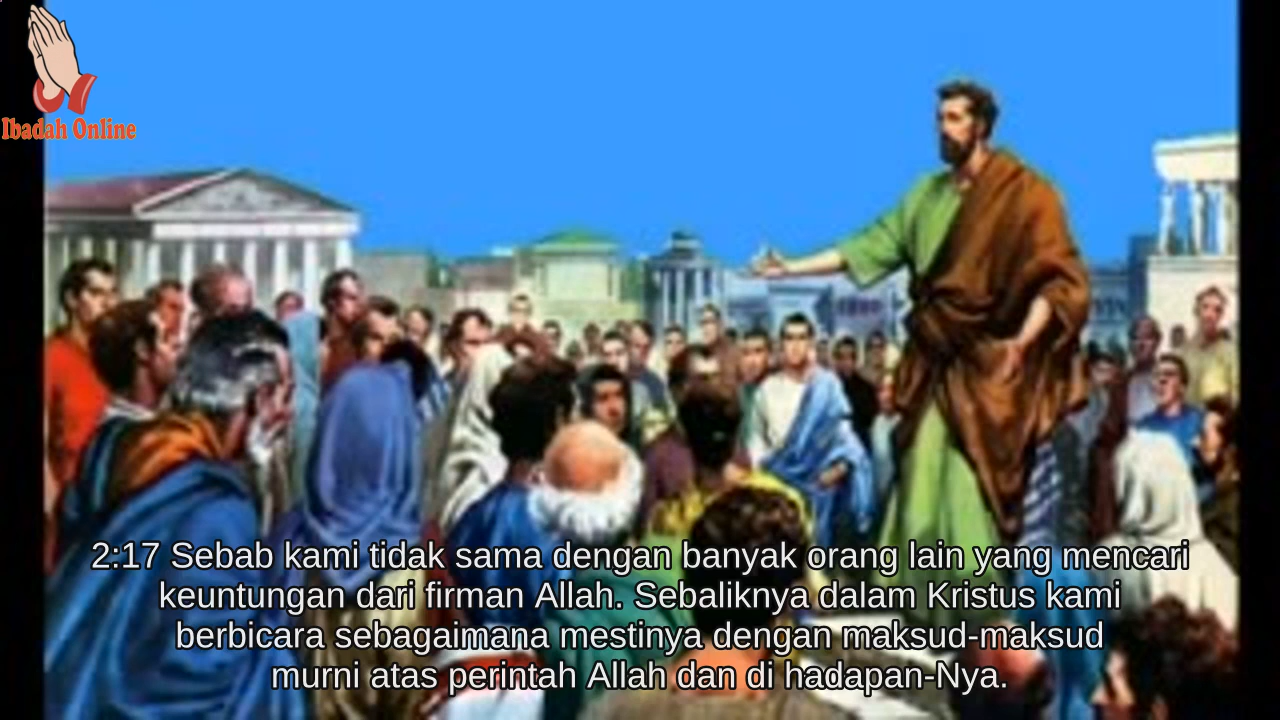 Ibadah Online
2:17 Sebab kami tidak sama dengan banyak orang lain yang mencari
keuntungan dari firman Allah. Sebaliknya dalam Kristus kami
berbicara sebagaimana mestinya dengan maksud-maksud
murni atas perintah Allah dan di hadapan-Nya.